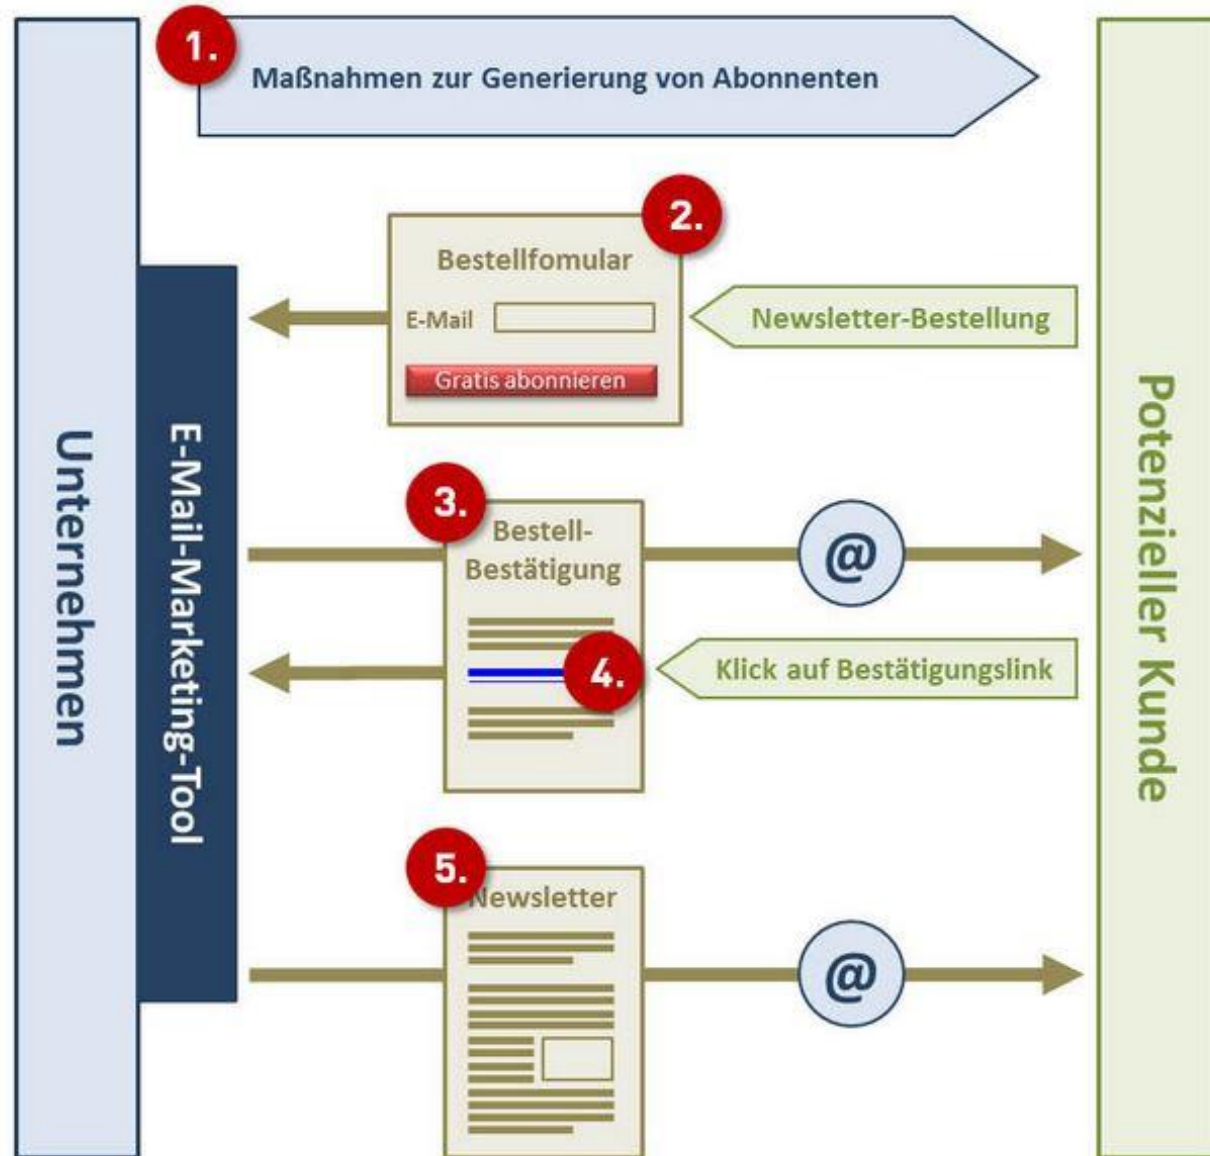 1.
Maßnahmen zur Generierung von Abonnenten
2.
Bestellfomular
E-Mail
Gratis abonnieren
Newsletter-Bestellung
Unternehmen
E-Mail-Marketing-Tool
Potenzieller Kunde
3.
Bestell-
Bestätigung
@
4.
Klick auf Bestätigungslink
5.
Newsletter
@